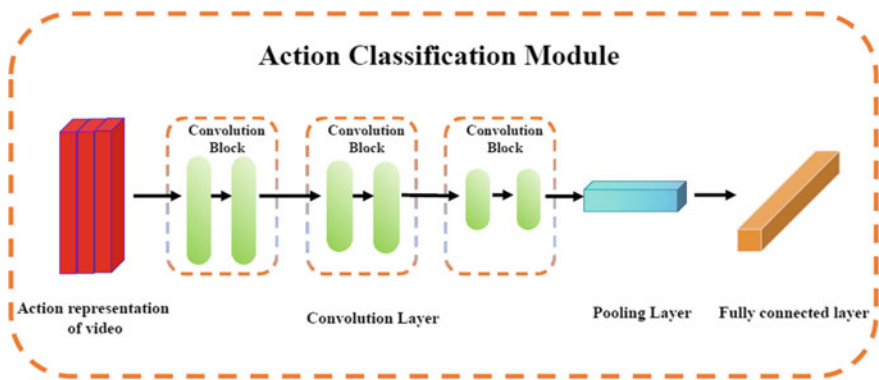 Action Classification Module
Convolution
Block
Convolution
Block
Convolution
Block
Action representation
of video
Convolution Layer
Pooling Layer
Fully connected layer